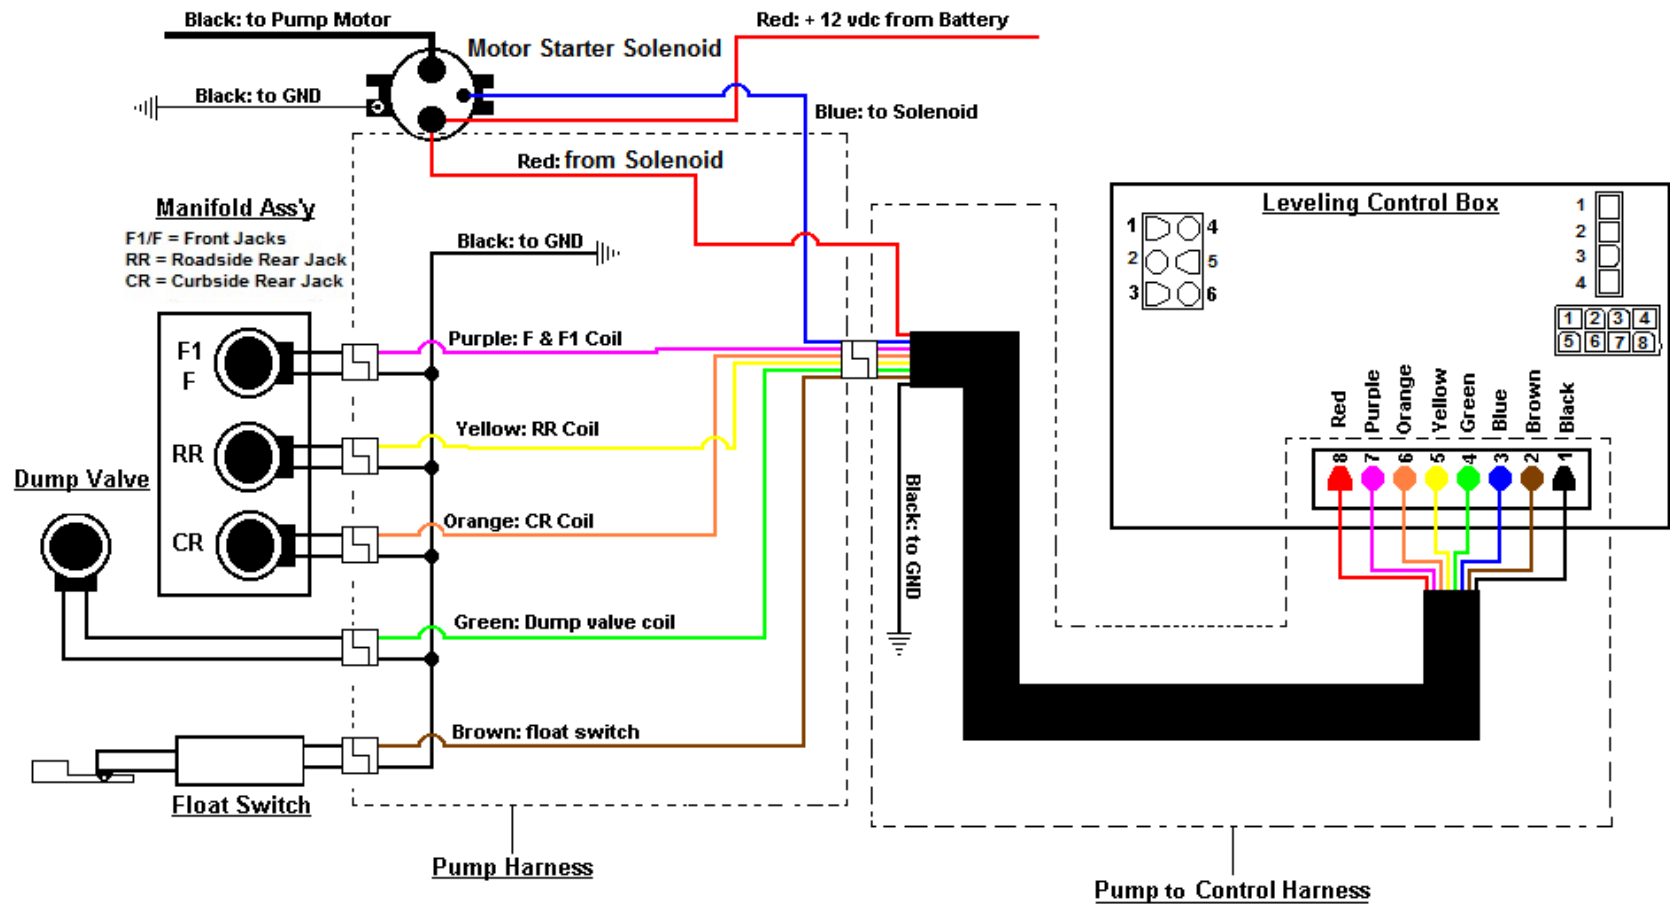 Black: to Pump Motor
Red: + 12 vdc from Battery
Motor Starter Solenoid
Black: to GND
Blue: to Solenoid
Red: from Solenoid
Manifold Ass'y
F1/F = Front Jacks
RR = Roadside Rear Jack
CR = Curbside Rear Jack
Black: to GND
Leveling Control Box
1 4
2 5
3 6
1
2
3
4
1 2 3 4
5 6 7 8
F1
F
Purple: F & F1 Coil
RR
Yellow: RR Coil
Dump Valve
CR
Orange: CR Coil
Black: to GND
Red
Purple
Orange
Yellow
Green
Blue
Brown
Black
8 7 6 5 4 3 2 1
Green: Dump valve coil
Brown: float switch
Float Switch
Pump Harness
Pump to Control Harness